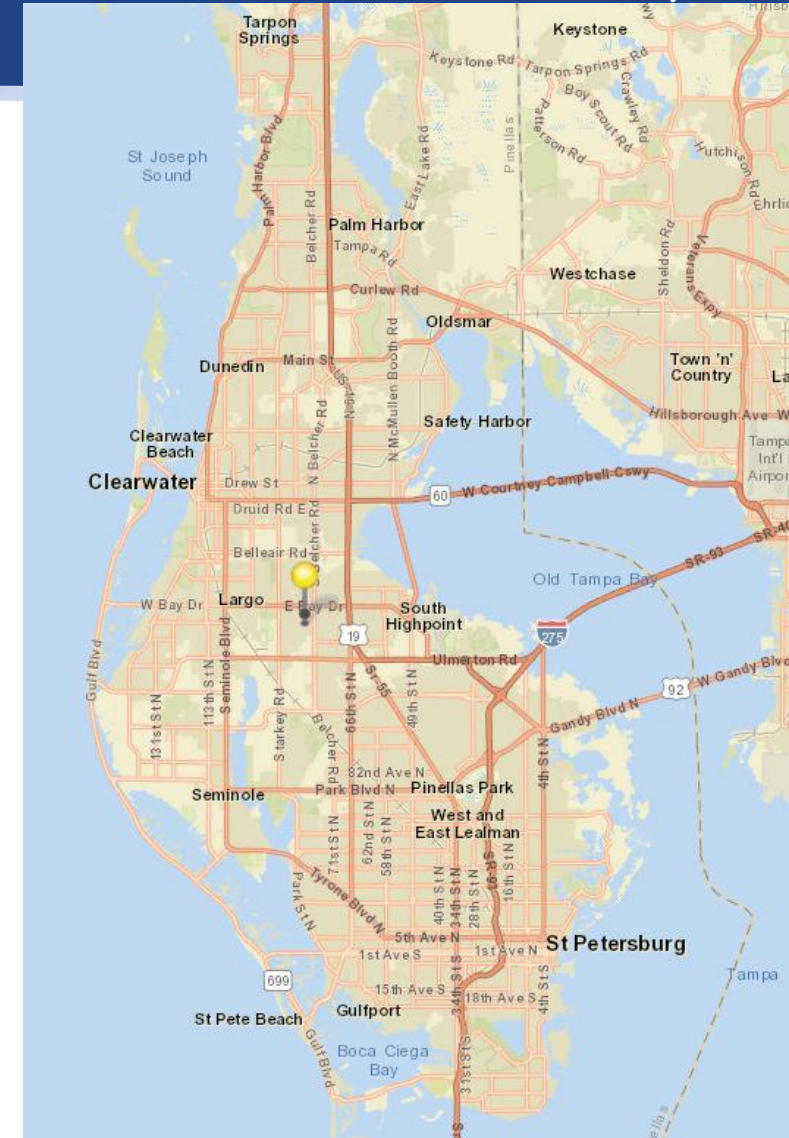 Tarpon
Springs
Keystone
Keystone Rd
Tarpon Springs Rd
Crawley Rd
Boy Scout Rd
Patterson Rd
Hutchison Rd
St Joseph
Sound
Palm Harbor Blvd
East Lake Rd
Pinellas
Belcher Rd
Palm Harbor
Tampa Rd
Sheldon Rd
Veterans Expy
Westchase
Curlew Rd
Oldsmar
N McMullen Booth Rd
Dunedin
Main St
US-19 N
Town 'n'
Country
Safety Harbor
Hillsborough Ave W
N Belcher Rd
Clearwater
Beach
Tampa
Int'l
Airport
Clearwater
Drew St
60
W Courtney Campbell Cswy
Druid Rd E
S Belcher Rd
Belleair Rd
SR-93
Old Tampa Bay
W Bay Dr
Largo
E Bay Dr
South
Highpoint
19
275
Ulmerton Rd
Gulf Blvd
Seminole Blvd
113th St N
131st St N
Starkey Rd
Belcher Rd
66th St N
Sr-55
49th St N
92
W Gandy Blvd
Gandy Blvd N
4th St N
82nd Ave N
Seminole
Park Blvd N
Pinellas Park
West and
East Lealman
71st St N
62nd St N
58th St N
SR-93
16th St N
40th St N
34th St N
28th St N
Park St N
Tyrone Blvd N
5th Ave N
1st Ave S
1st Ave N
St Petersburg
699
15th Ave S
18th Ave S
34th St S
4th St S
Tampa
St Pete Beach
Gulfport
Gulf Blvd
Boca Ciega
Bay
31st St S